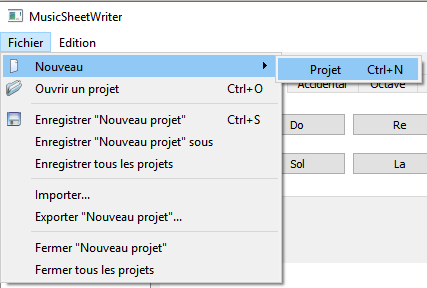 MusicSheetWriter
Fichier Edition
Nouveau
Projet Ctrl+N
Ouvrir un projet Ctrl+O
Accidental Octave
Enregistrer "Nouveau projet" Ctrl+S
Do Re
Enregistrer "Nouveau projet" sous
Enregistrer tous les projets
Sol La
Importer...
Exporter "Nouveau projet"...
Fermer "Nouveau projet"
Fermer tous les projets